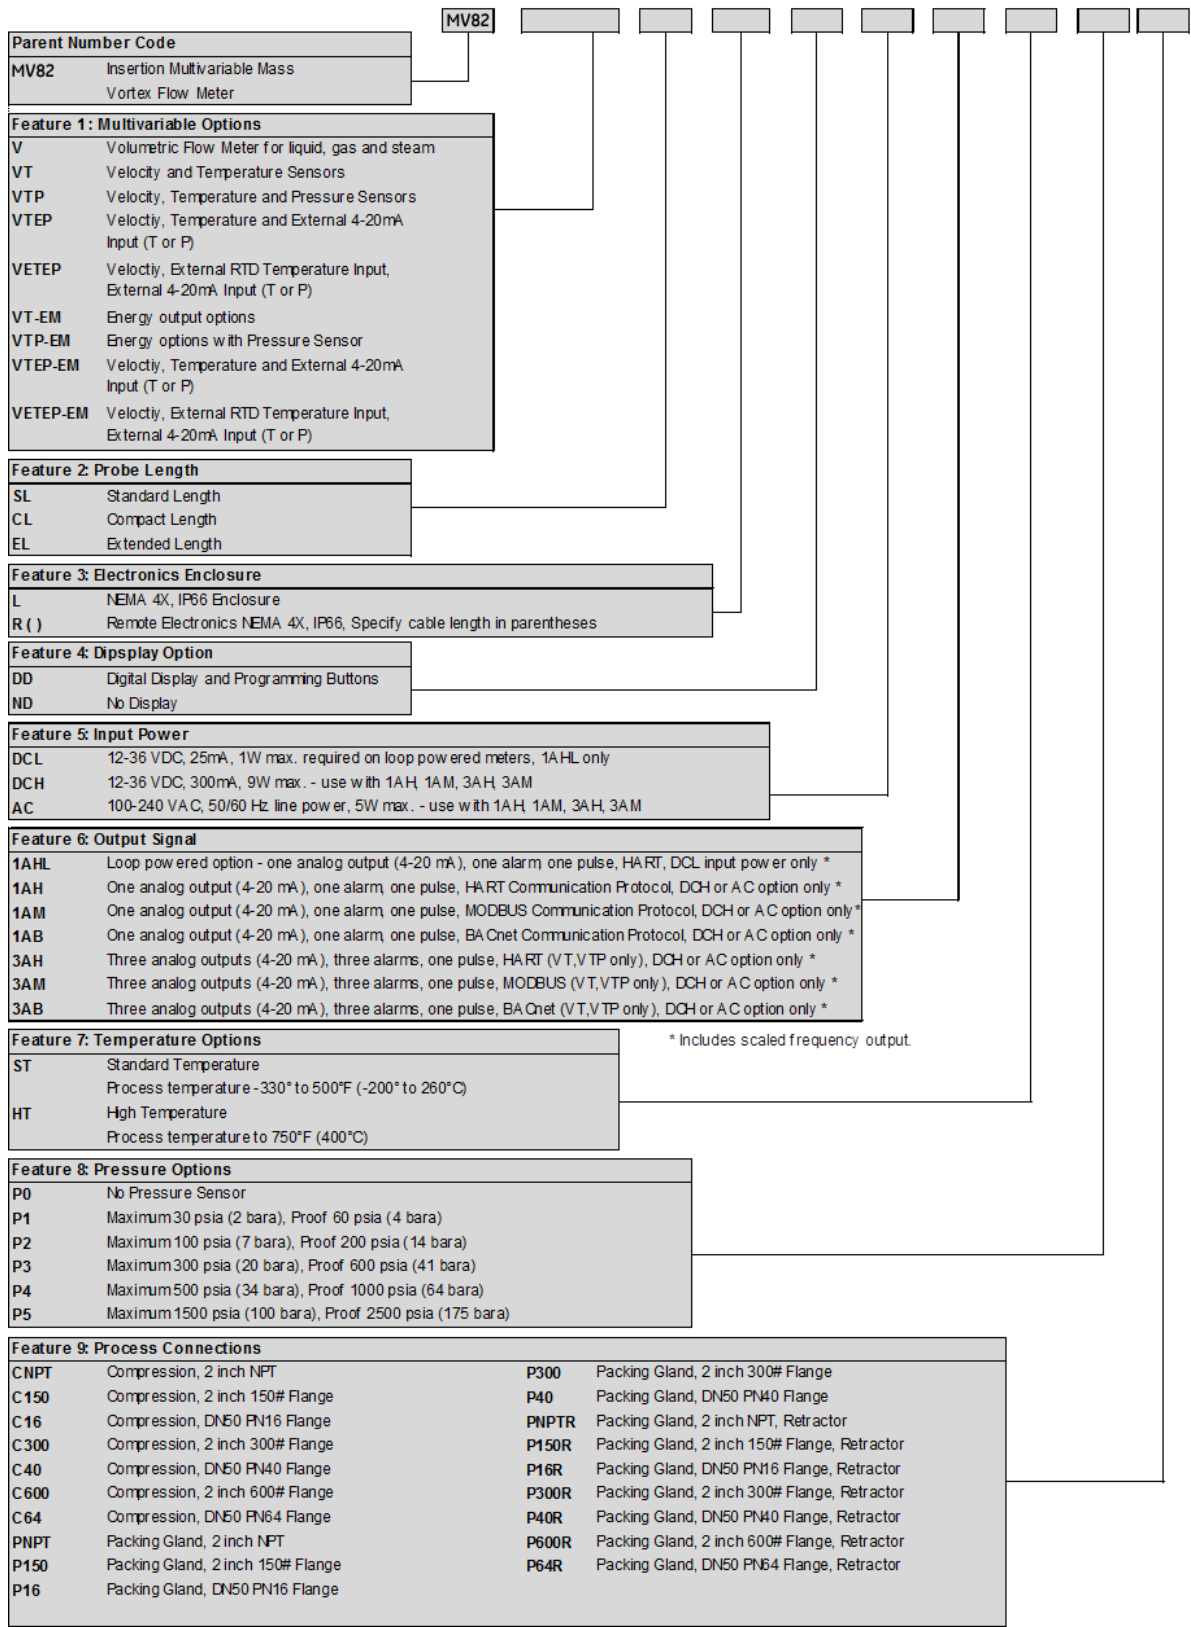 MV82
Parent Number Code
MV82 Insertion Multivariable Mass
Vortex Flow Meter
Feature 1: Multivariable Options
V Volumetric Flow Meter for liquid, gas and steam
VT Velocity and Temperature Sensors
VTP Velocity, Temperature and Pressure Sensors
VTEP Veloctiy, Temperature and External 4-20mA
Input (T or P)
VETEP Veloctiy, External RTD Temperature Input,
External 4-20mA Input (T or P)
VT-EM Energy output options
VTP-EM Energy options with Pressure Sensor
VTEP-EM Veloctiy, Temperature and External 4-20mA
Input (T or P)
VETEP-EM Veloctiy, External RTD Temperature Input,
External 4-20mA Input (T or P)
Feature 2: Probe Length
SL Standard Length
CL Compact Length
EL Extended Length
Feature 3: Electronics Enclosure
L NEMA 4X, IP66 Enclosure
R ( ) Remote Electronics NEMA 4X, IP66, Specify cable length in parentheses
Feature 4: Dipsplay Option
DD Digital Display and Programming Buttons
ND No Display
Feature 5: Input Power
DCL 12-36 VDC, 25mA, 1W max. required on loop powered meters, 1AHL only
DCH 12-36 VDC, 300mA, 9W max. - use with 1AH, 1AM, 3AH, 3AM
AC 100-240 VAC, 50/60 Hz line power, 5W max. - use with 1AH, 1AM, 3AH, 3AM
Feature 6: Output Signal
1AHL Loop powered option - one analog output (4-20 mA), one alarm, one pulse, HART, DCL input power only *
1AH One analog output (4-20 mA), one alarm, one pulse, HART Communication Protocol, DCH or AC option only *
1AM One analog output (4-20 mA), one alarm, one pulse, MODBUS Communication Protocol, DCH or AC option only *
1AB One analog output (4-20 mA), one alarm, one pulse, BACnet Communication Protocol, DCH or AC option only *
3AH Three analog outputs (4-20 mA), three alarms, one pulse, HART (VT,VTP only), DCH or AC option only *
3AM Three analog outputs (4-20 mA), three alarms, one pulse, MODBUS (VT,VTP only), DCH or AC option only *
3AB Three analog outputs (4-20 mA), three alarms, one pulse, BACnet (VT,VTP only), DCH or AC option only *
* Includes scaled frequency output.
Feature 7: Temperature Options
ST Standard Temperature
Process temperature -330° to 500°F (-200° to 260°C)
HT High Temperature
Process temperature to 750°F (400°C)
Feature 8: Pressure Options
P0 No Pressure Sensor
P1 Maximum 30 psia (2 bara), Proof 60 psia (4 bara)
P2 Maximum 100 psia (7 bara), Proof 200 psia (14 bara)
P3 Maximum 300 psia (20 bara), Proof 600 psia (41 bara)
P4 Maximum 500 psia (34 bara), Proof 1000 psia (64 bara)
P5 Maximum 1500 psia (100 bara), Proof 2500 psia (175 bara)
Feature 9: Process Connections
CNPT Compression, 2 inch NPT
C150 Compression, 2 inch 150# Flange
C16 Compression, DN50 PN16 Flange
C300 Compression, 2 inch 300# Flange
C40 Compression, DN50 PN40 Flange
C600 Compression, 2 inch 600# Flange
C64 Compression, DN50 PN64 Flange
PNPT Packing Gland, 2 inch NPT
P150 Packing Gland, 2 inch 150# Flange
P16 Packing Gland, DN50 PN16 Flange
P300 Packing Gland, 2 inch 300# Flange
P40 Packing Gland, DN50 PN40 Flange
PNPTR Packing Gland, 2 inch NPT, Retractor
P150R Packing Gland, 2 inch 150# Flange, Retractor
P16R Packing Gland, DN50 PN16 Flange, Retractor
P300R Packing Gland, 2 inch 300# Flange, Retractor
P40R Packing Gland, DN50 PN40 Flange, Retractor
P600R Packing Gland, 2 inch 600# Flange, Retractor
P64R Packing Gland, DN50 PN64 Flange, Retractor